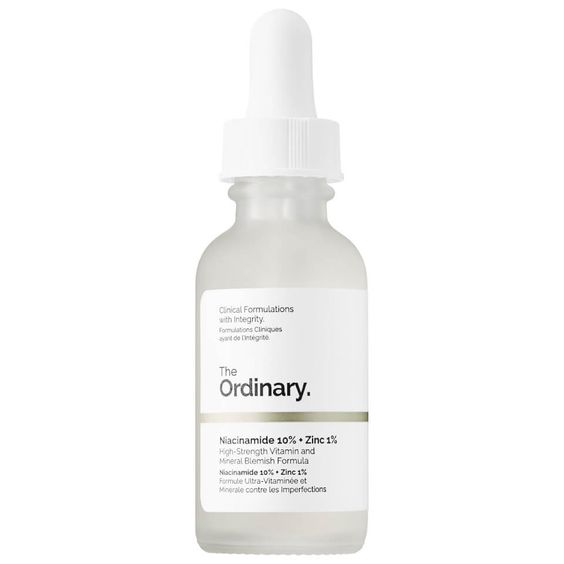 Clinical Formulations
with Integrity.
Formulations Cliniques
ayant de l'Intégrité.
The
Ordinary.
Niacinamide 10% + Zinc 1%
High-Strength Vitamin and
Mineral Blemish Formula
Niacinamide 10% + Zinc 1%
Formule Ultra-Vitaminée et
Minerale contre les Imperfections